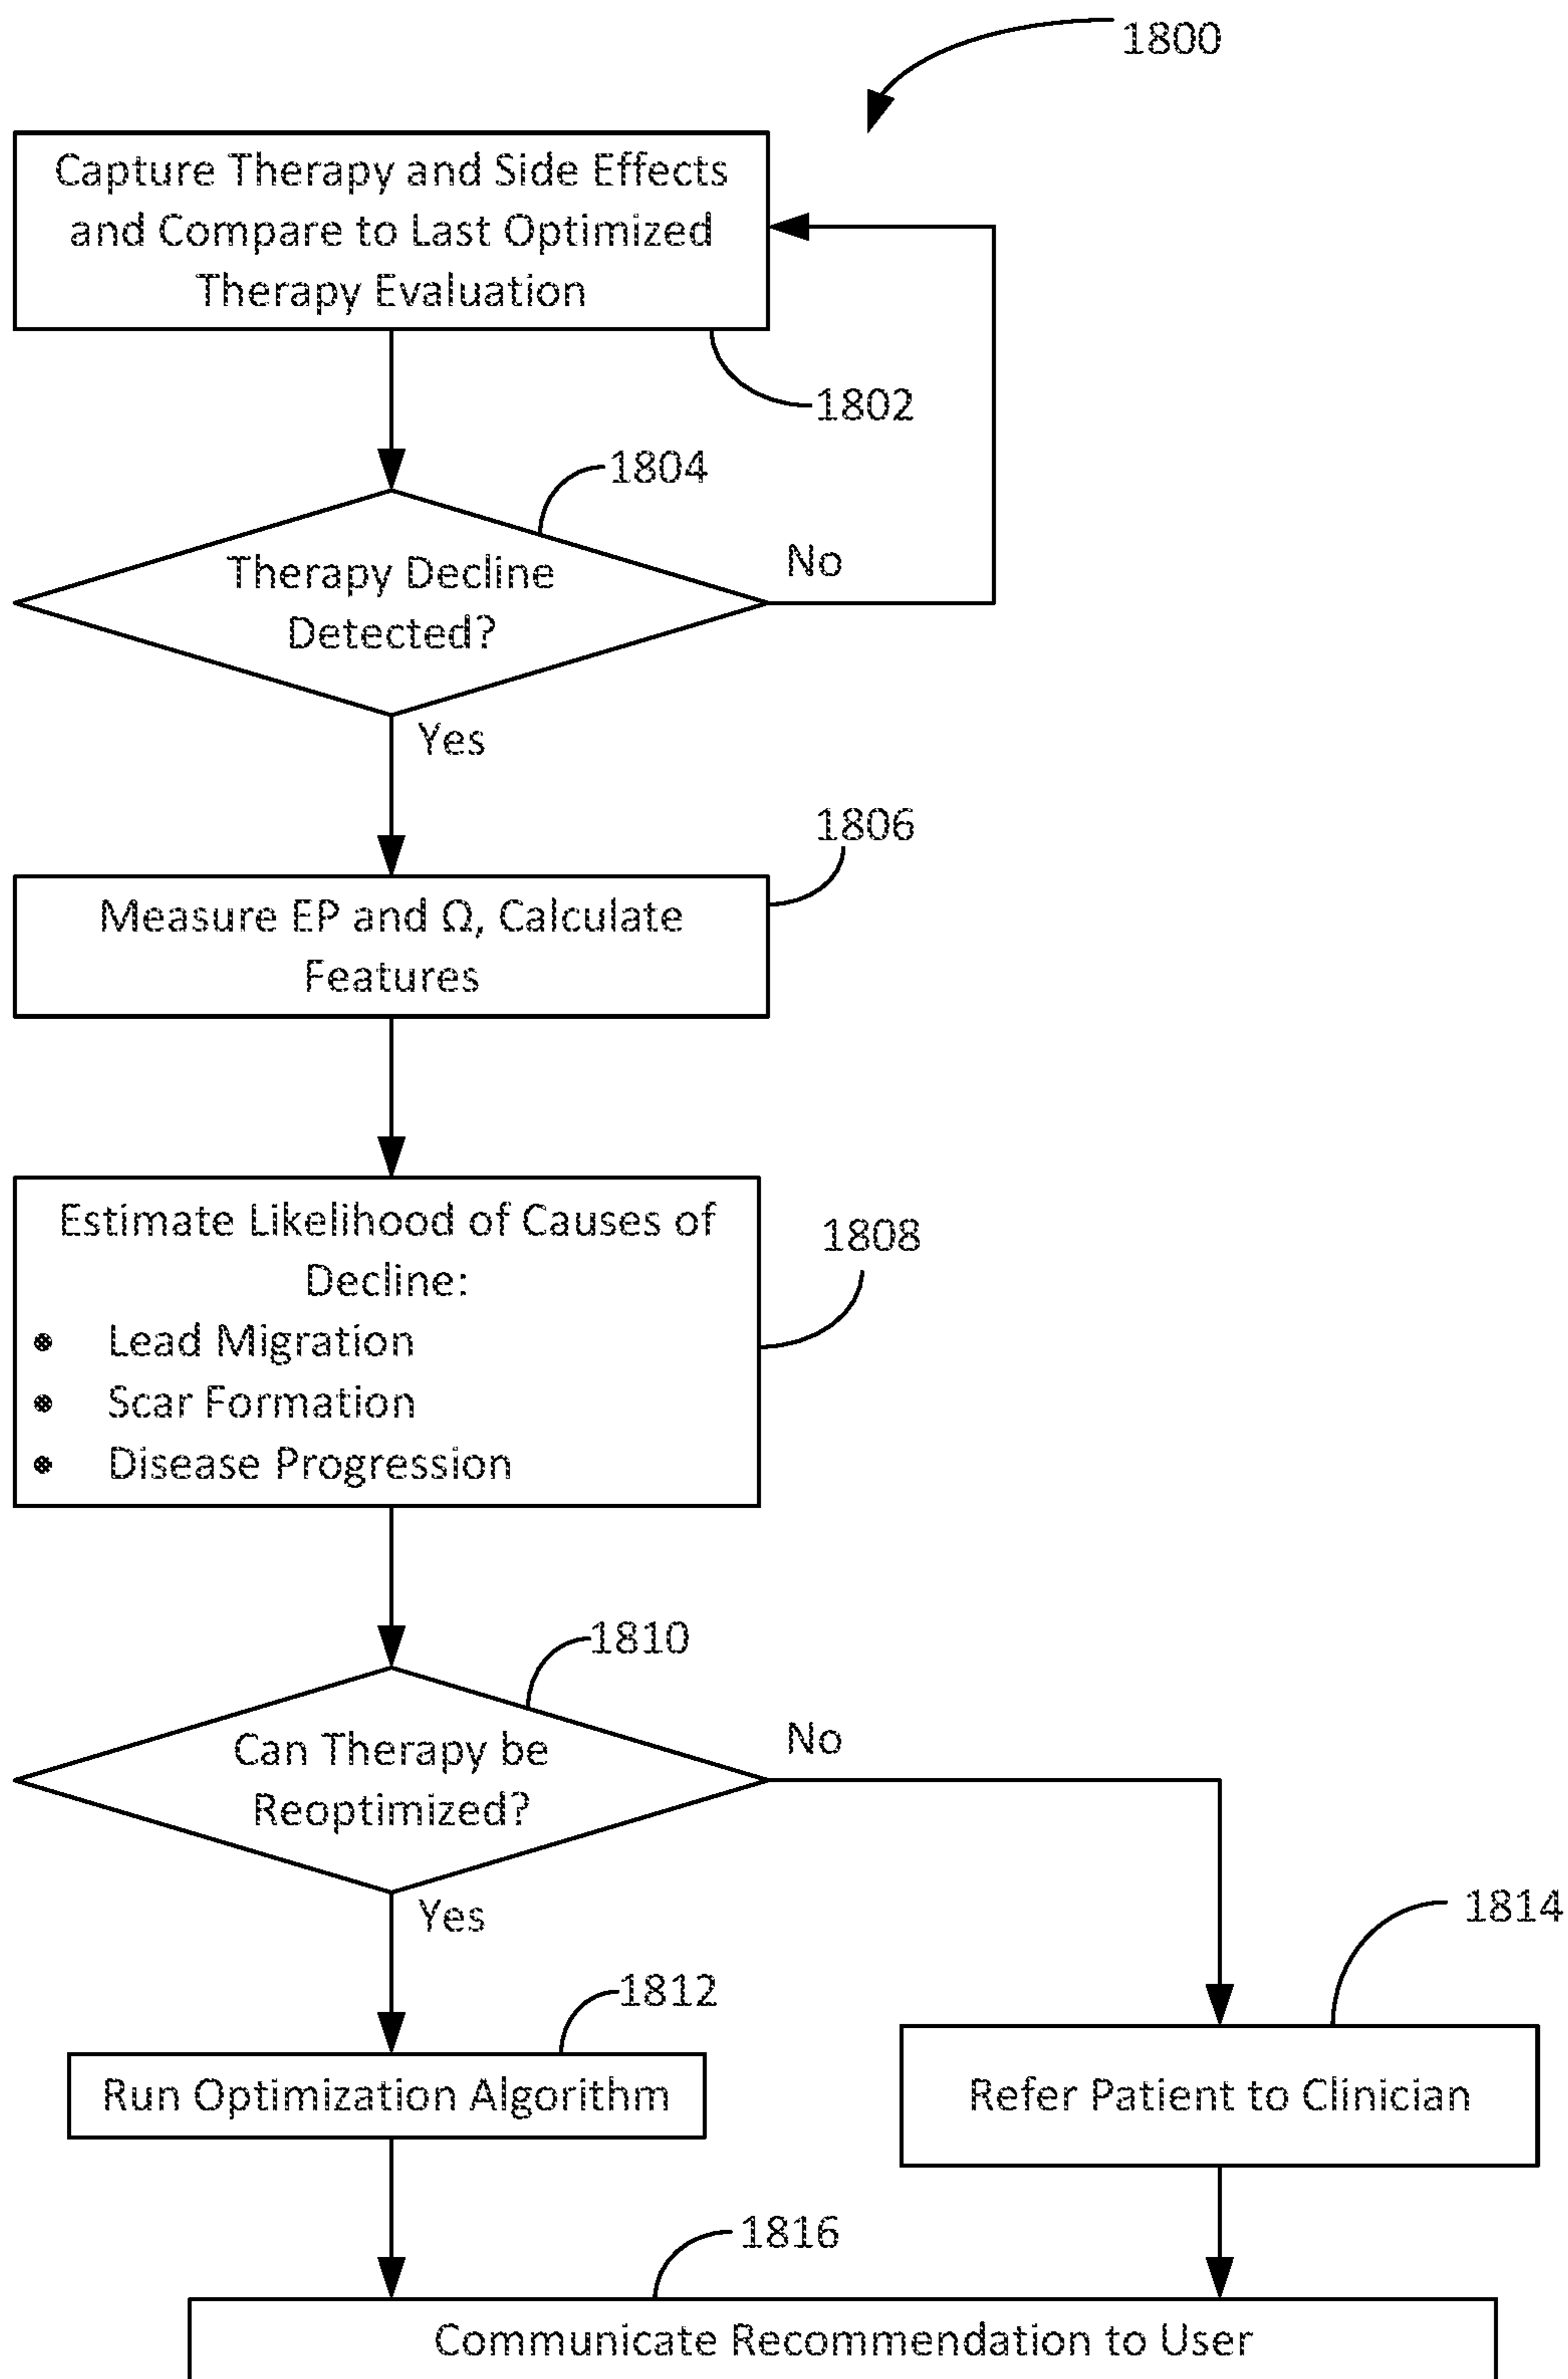 1800
Capture Therapy and Side Effects
and Compare to Last Optimized
Therapy Evaluation
1802
1804
Therapy Decline
Detected?
No
Yes
1806
Measure EP and Ω, Calculate
Features
Estimate Likelihood of Causes of
Decline:
• Lead Migration
• Scar Formation
• Disease Progression
1808
1810
Can Therapy be
Reoptimized?
No
Yes
1814
1812
Run Optimization Algorithm
Refer Patient to Clinician
1816
Communicate Recommendation to User